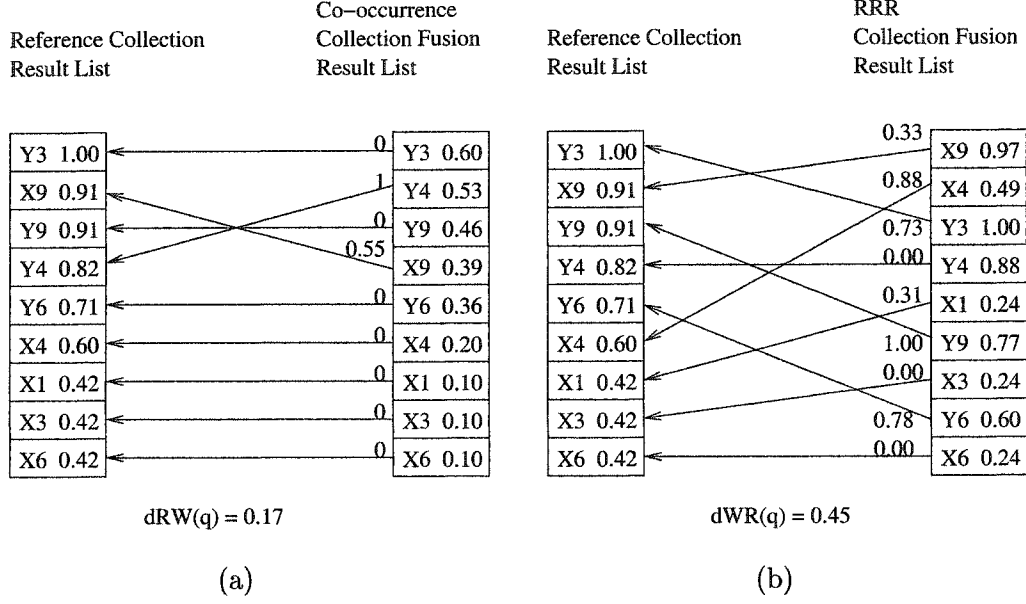 Reference Collection
Result List
Co-occurrence
Collection Fusion
Result List
Y3 1.00
X9 0.91
Y9 0.91
Y4 0.82
Y6 0.71
X4 0.60
X1 0.42
X3 0.42
X6 0.42
0
1
0
0.55
0
0
0
0
0
Y3 0.60
Y4 0.53
Y9 0.46
X9 0.39
Y6 0.36
X4 0.20
X1 0.10
X3 0.10
X6 0.10
dRW(q) = 0.17
(a)
Reference Collection
Result List
RRR
Collection Fusion
Result List
Y3 1.00
X9 0.91
Y9 0.91
Y4 0.82
Y6 0.71
X4 0.60
X1 0.42
X3 0.42
X6 0.42
0.33
0.88
0.73
0.00
0.31
1.00
0.00
0.78
0.00
X9 0.97
X4 0.49
Y3 1.00
Y4 0.88
X1 0.24
Y9 0.77
X3 0.24
Y6 0.60
X6 0.24
dWR(q) = 0.45
(b)